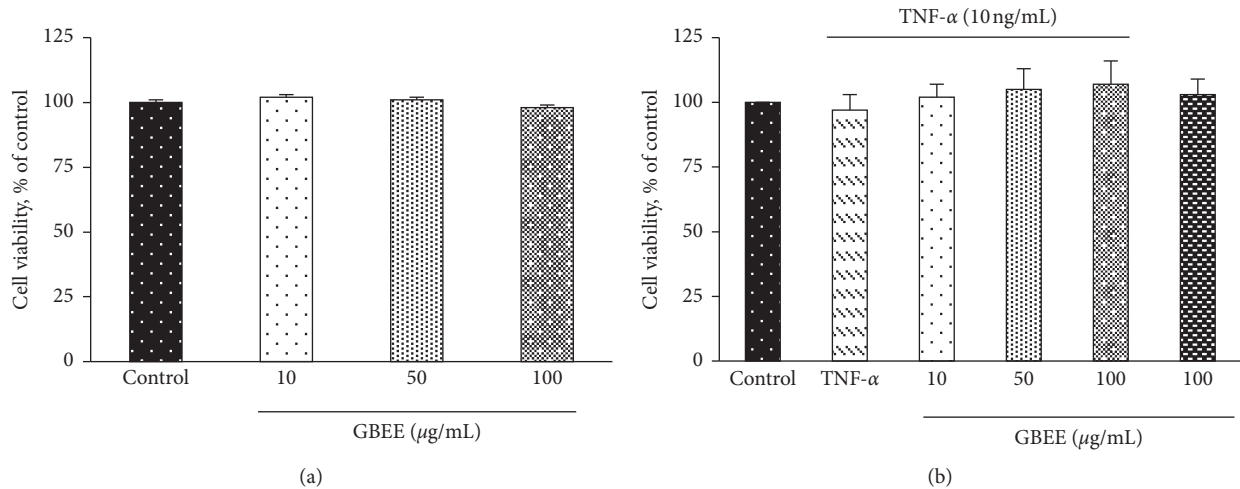 125
100
75
50
25
0
Cell viability, % of control
Control
10
50
100
GBEE (μg/mL)
(a)
TNF-α (10 ng/mL)
125
100
75
50
25
0
Cell viability, % of control
Control
TNF-α
10
50
100
100
GBEE (μg/mL)
(b)